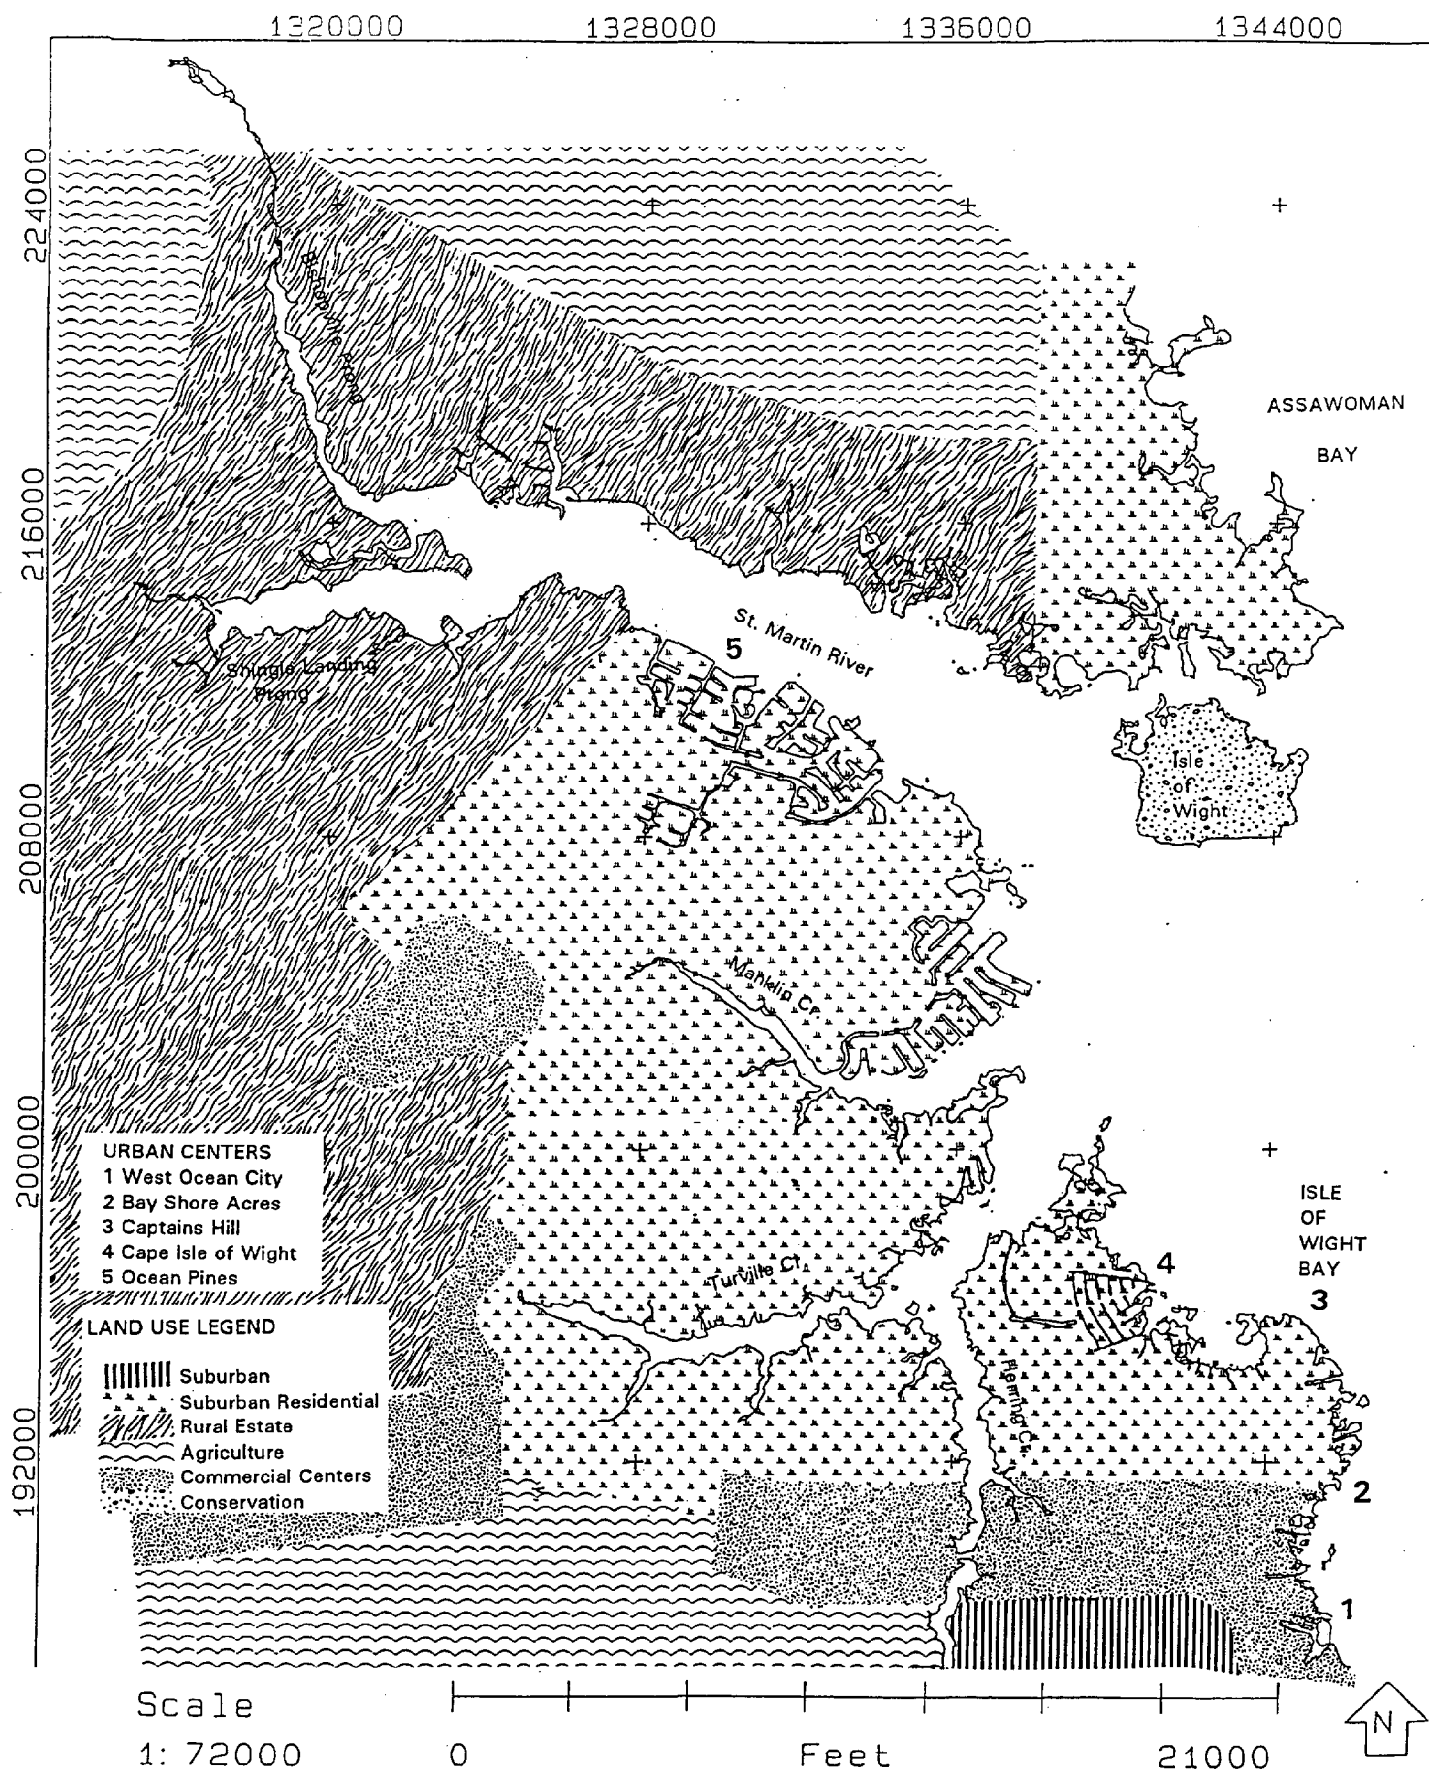 1320000 1328000 1336000 1344000
224000
216000
208000
200000
192000
Bishopville Prong
ASSAWOMAN
BAY
St. Martin River
5
Shingle Landing
Prong
Isle
of
Wight
Manklin Cr.
ISLE
OF
WIGHT
BAY
4
3
Turville Cr.
Herring Cr.
2
1
URBAN CENTERS
1 West Ocean City
2 Bay Shore Acres
3 Captains Hill
4 Cape Isle of Wight
5 Ocean Pines
LAND USE LEGEND
Suburban
Suburban Residential
Rural Estate
Agriculture
Commercial Centers
Conservation
Scale
1: 72000 0 Feet 21000
N